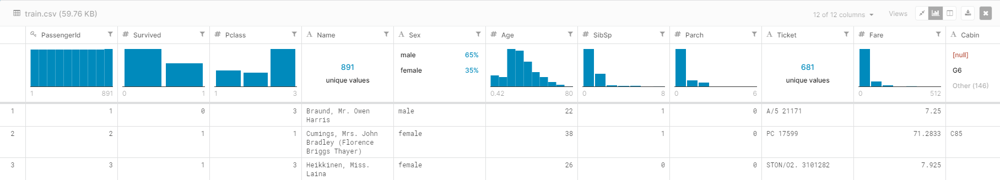 train.csv (59.76 KB)
12 of 12 columns
Views
PassengerId
# Survived
# Pclass
A Name
A Sex
# Age
# SibSp
# Parch
A Ticket
# Fare
A Cabin
1 891
0 1
1 3
891
unique values
male 65%
female 35%
0.42 80
0 8
0 6
681
unique values
0 512
[null]
G6
Other (146)
1 1 0 3 Braund, Mr. Owen male 22 1 0 A/5 21171 7.25
Harris
2 2 1 1 Cumings, Mrs. John female 38 1 0 PC 17599 71.2833 C85
Bradley (Florence
Briggs Thayer)
3 3 1 3 Heikkinen, Miss. female 26 0 0 STON/O2. 3101282 7.925
Laina